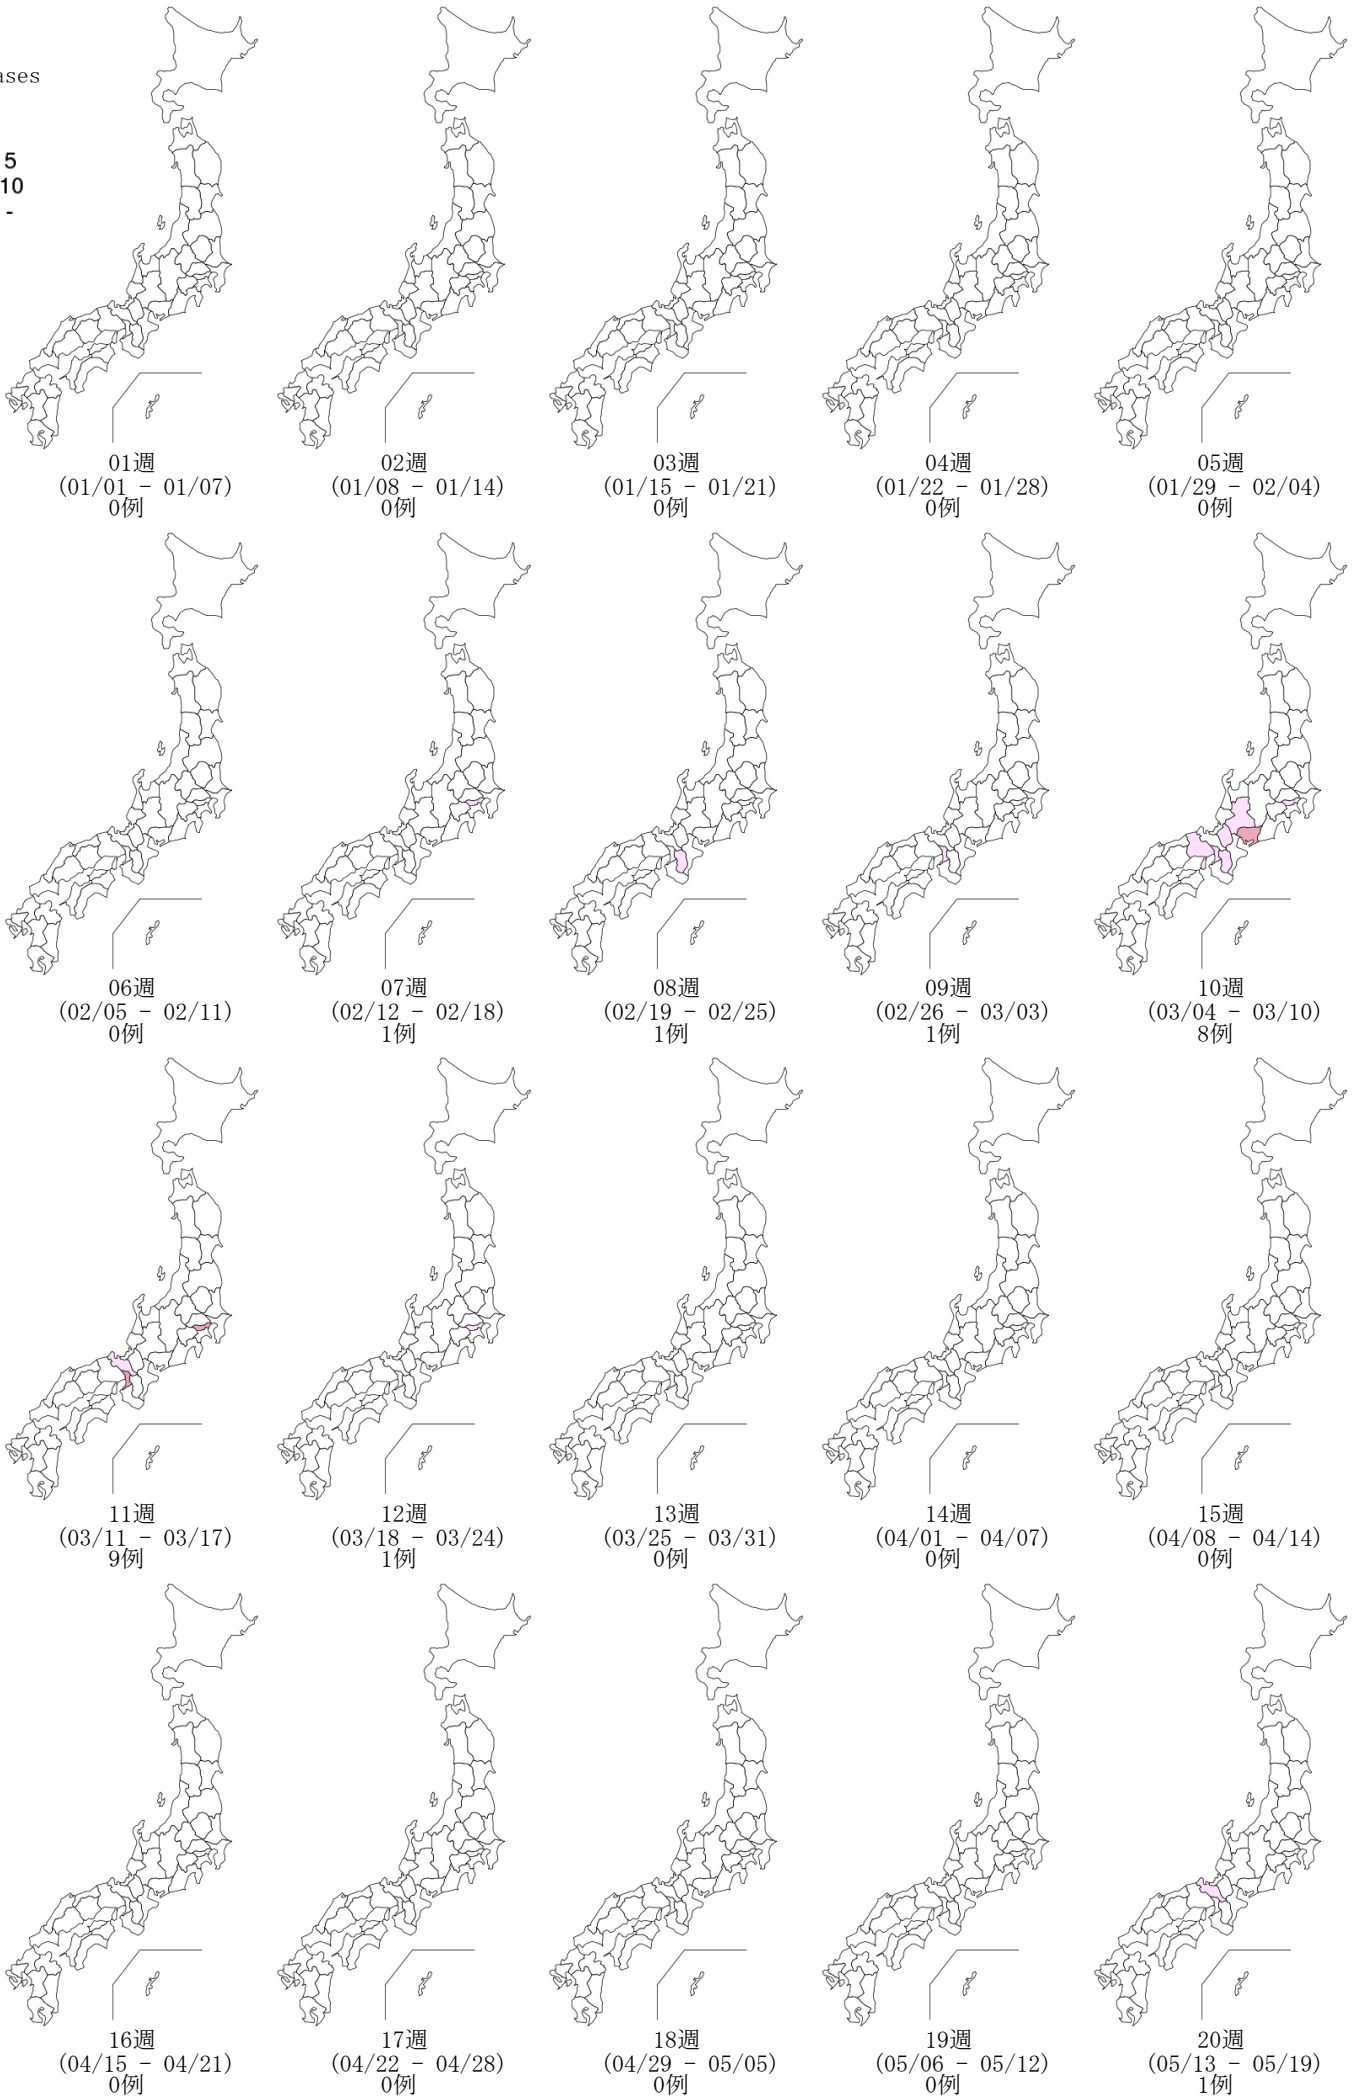 ases
5
10
-
01週
(01/01 - 01/07)
0例
02週
(01/08 - 01/14)
0例
03週
(01/15 - 01/21)
0例
04週
(01/22 - 01/28)
0例
05週
(01/29 - 02/04)
0例
06週
(02/05 - 02/11)
0例
07週
(02/12 - 02/18)
1例
08週
(02/19 - 02/25)
1例
09週
(02/26 - 03/03)
1例
10週
(03/04 - 03/10)
8例
11週
(03/11 - 03/17)
9例
12週
(03/18 - 03/24)
1例
13週
(03/25 - 03/31)
0例
14週
(04/01 - 04/07)
0例
15週
(04/08 - 04/14)
0例
16週
(04/15 - 04/21)
0例
17週
(04/22 - 04/28)
0例
18週
(04/29 - 05/05)
0例
19週
(05/06 - 05/12)
0例
20週
(05/13 - 05/19)
1例